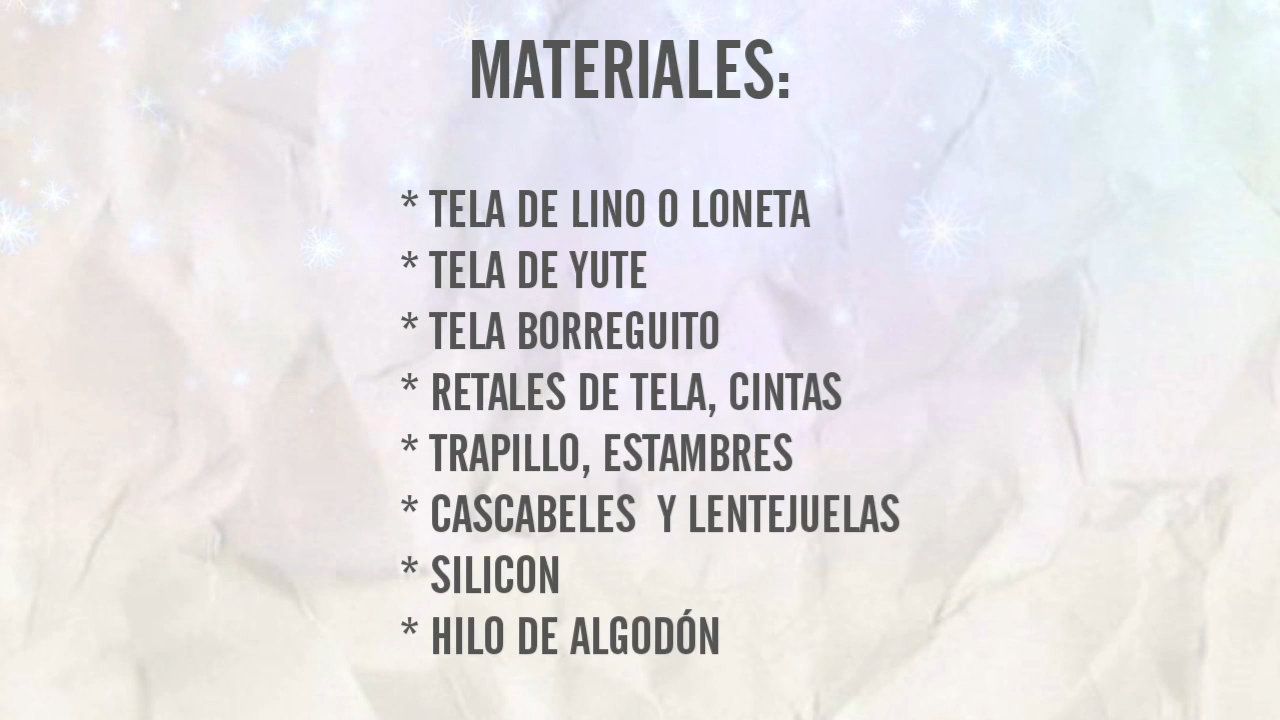 MATERIALES:
* TELA DE LINO O LONETA
* TELA DE YUTE
* TELA BORREGUITO
* RETALES DE TELA, CINTAS
* TRAPILLO, ESTAMBRES
* CASCABELES  Y LENTEJUELAS
* SILICON
* HILO DE ALGODÓN